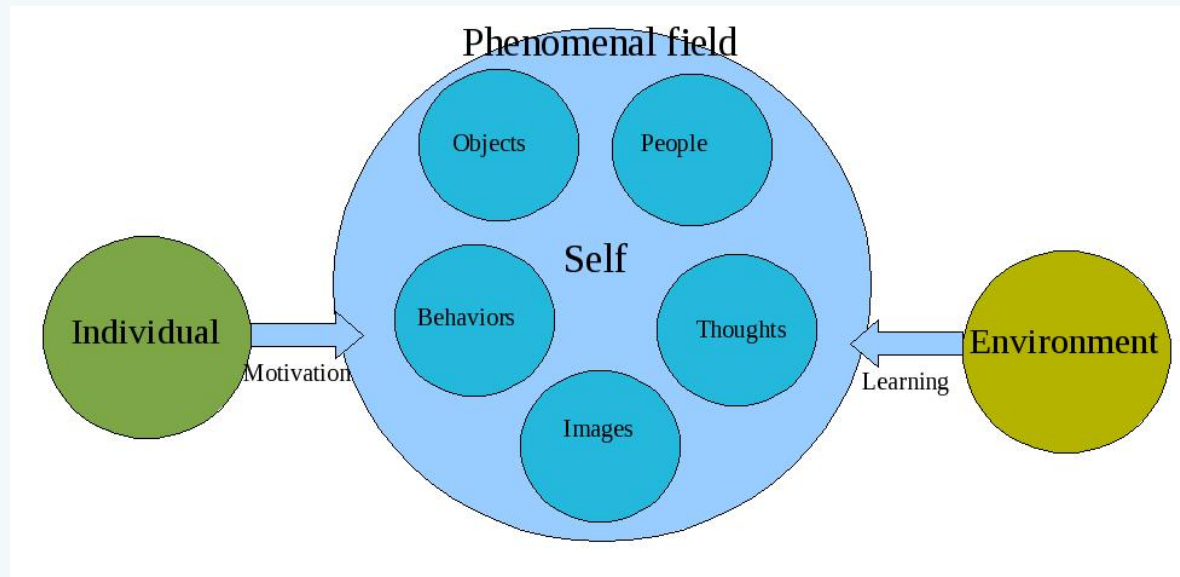 Phenomenal field
Objects
People
Self
Behaviors
Thoughts
Individual
Environment
Motivation
Learning
Images